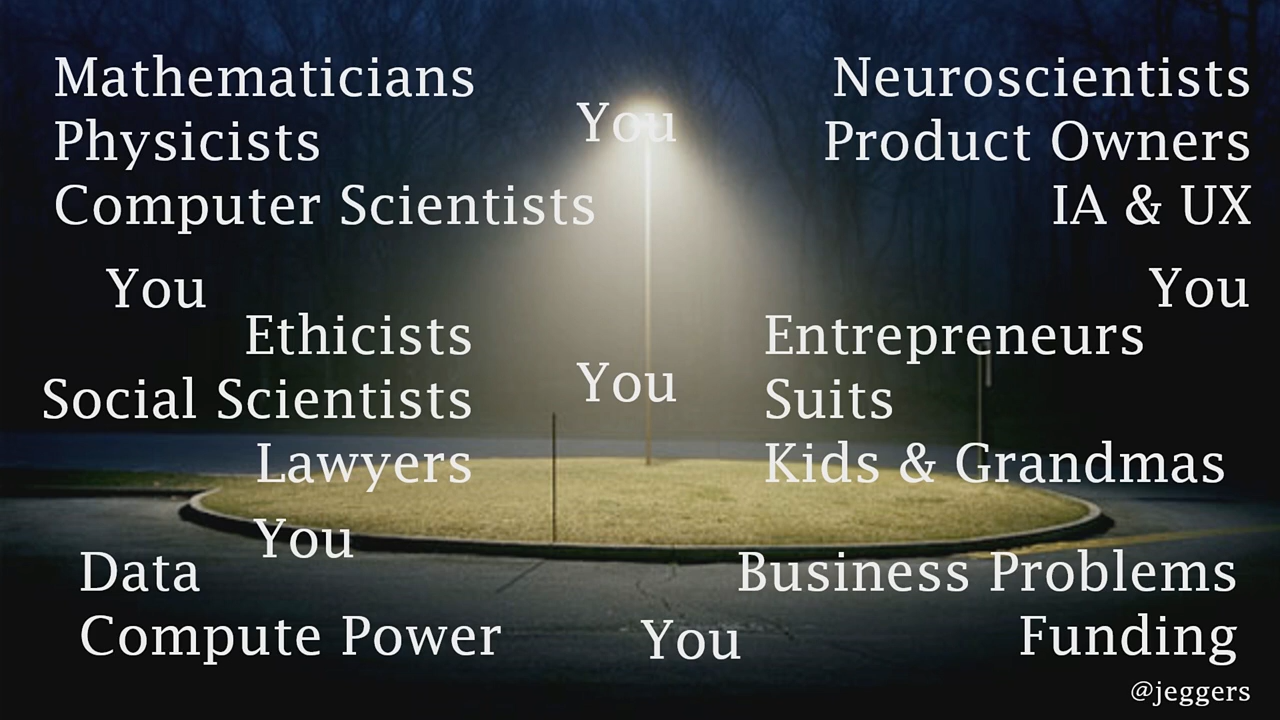 Mathematicians
Physicists
Computer Scientists
You
Neuroscientists
Product Owners
IA & UX
You
You
Ethicists
Social Scientists
Lawyers
You
Entrepreneurs
Suits
Kids & Grandmas
You
Data
Compute Power
You
Business Problems
Funding
@jeggers